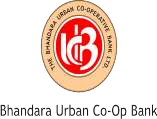 THE BHANDARA URBAN CO-OPERATIVE BANK LTD.
Bhandara Urban Co-Op Bank